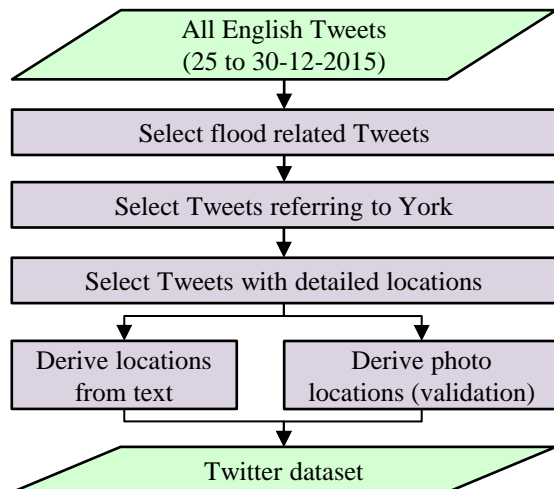 All English Tweets
(25 to 30-12-2015)
Select flood related Tweets
Select Tweets referring to York
Select Tweets with detailed locations
Derive locations
from text
Derive photo
locations (validation)
Twitter dataset